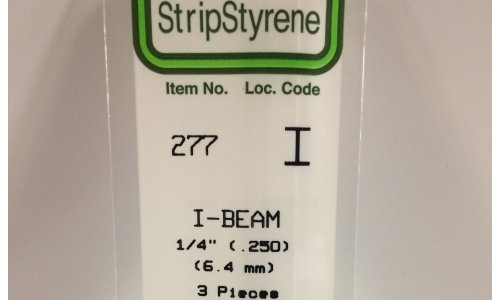 StripStyrene
Item No. Loc. Code
277 I
I-BEAM
1/4" (.250)
(6.4 mm)
3 Pieces